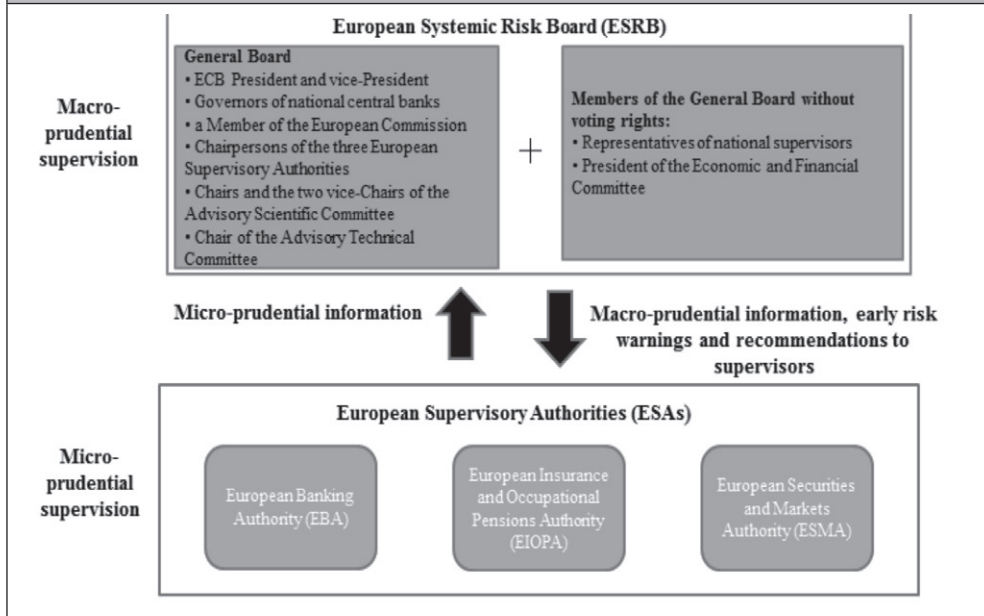 European Systemic Risk Board (ESRB)
Macro-
prudential
supervision
General Board
• ECB President and vice-President
• Governors of national central banks
• a Member of the European Commission
• Chairpersons of the three European
Supervisory Authorities
• Chairs and the two vice-Chairs of the
Advisory Scientific Committee
• Chair of the Advisory Technical
Committee
+
Members of the General Board without
voting rights:
• Representatives of national supervisors
• President of the Economic and Financial
Committee
Micro-prudential information
Macro-prudential information, early risk
warnings and recommendations to
supervisors
Micro-
prudential
supervision
European Supervisory Authorities (ESAs)
European Banking
Authority (EBA)
European Insurance
and Occupational
Pensions Authority
(EIOPA)
European Securities
and Markets
Authority (ESMA)